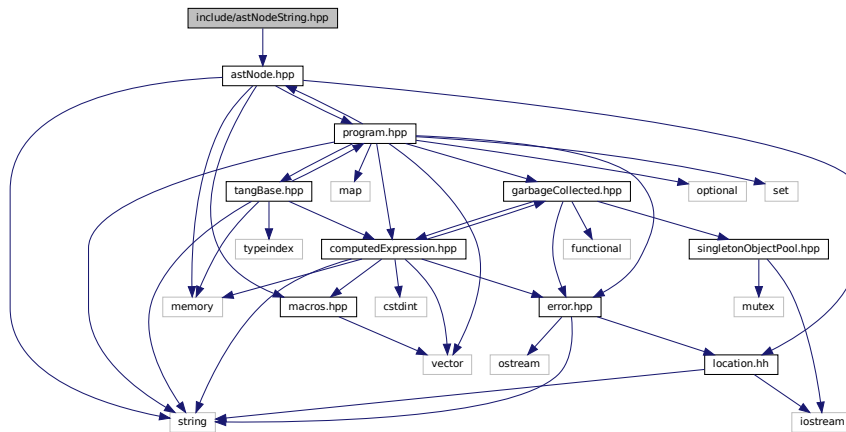 include/astNodeString.hpp
astNode.hpp
program.hpp
tangBase.hpp
map
garbageCollected.hpp
optional
set
typeindex
computedExpression.hpp
functional
singletonObjectPool.hpp
memory
macros.hpp
cstdint
error.hpp
mutex
ostream
vector
location.hh
string
iostream